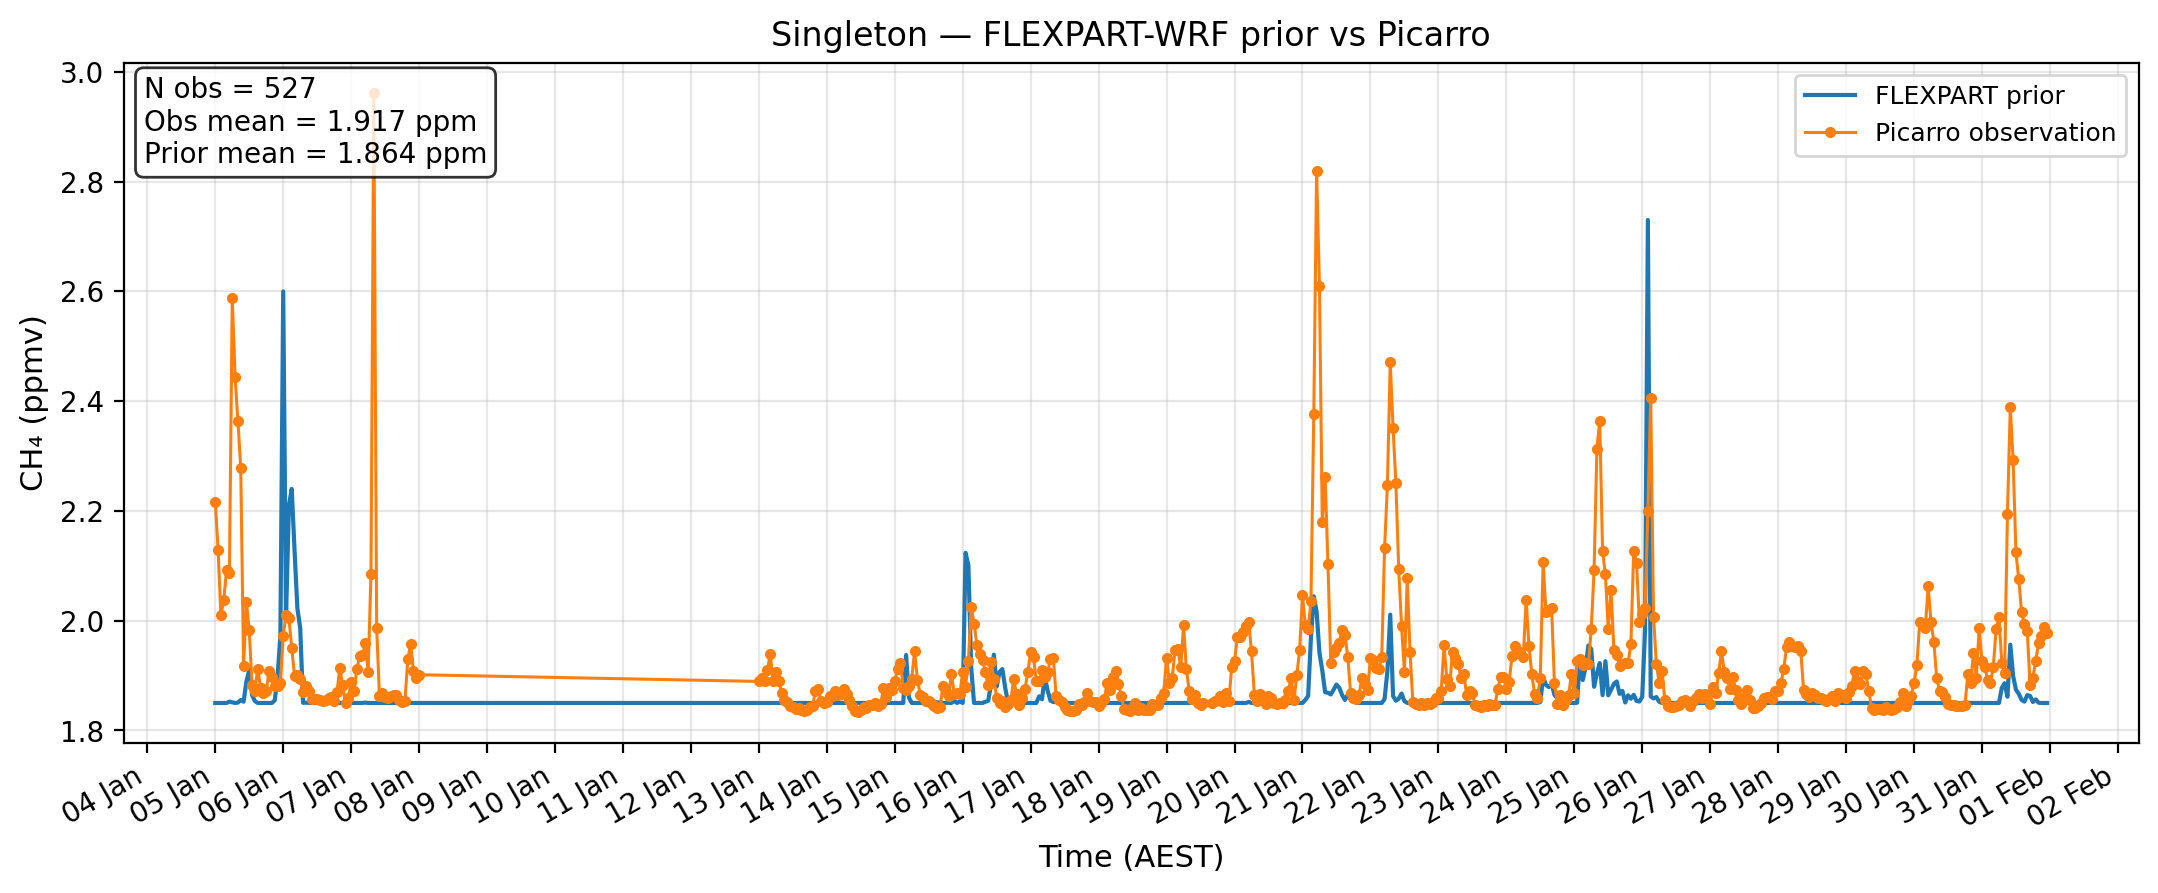 Singleton — FLEXPART-WRF prior vs Picarro
N obs = 527
Obs mean = 1.917 ppm
Prior mean = 1.864 ppm
FLEXPART prior
Picarro observation
CH₄ (ppmv)
3.0
2.8
2.6
2.4
2.2
2.0
1.8
04 Jan
05 Jan
06 Jan
07 Jan
08 Jan
09 Jan
10 Jan
11 Jan
12 Jan
13 Jan
14 Jan
15 Jan
16 Jan
17 Jan
18 Jan
19 Jan
20 Jan
21 Jan
22 Jan
23 Jan
24 Jan
25 Jan
26 Jan
27 Jan
28 Jan
29 Jan
30 Jan
31 Jan
01 Feb
02 Feb
Time (AEST)